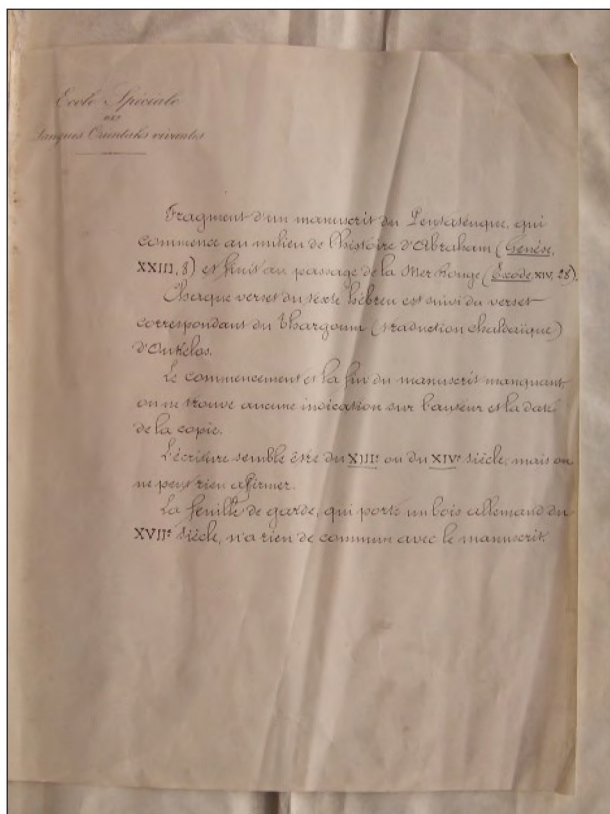 Ecole Spéciale
DES
Langues Orientales vivantes
Fragment d'un manuscrit du Pentateuque, qui
commence au milieu de l'histoire d'Abraham (Genèse,
XXIII, 8) et finit au passage de la Mer Rouge (Exode, XIV, 28).
Chaque verset du texte hébreu est suivi du verset
correspondant du Thargoum (traduction chaldaïque)
d'Onkelos.
Le commencement et la fin du manuscrit manquant
on ne trouve aucune indication sur l'auteur et la date
de la copie.
L'écriture semble être du XIIIe ou du XIVe siècle, mais on
ne peut rien afirmer.
La feuille de garde, qui porte un bois allemand du
XVIIe siècle, n'a rien de commun avec le manuscrit.